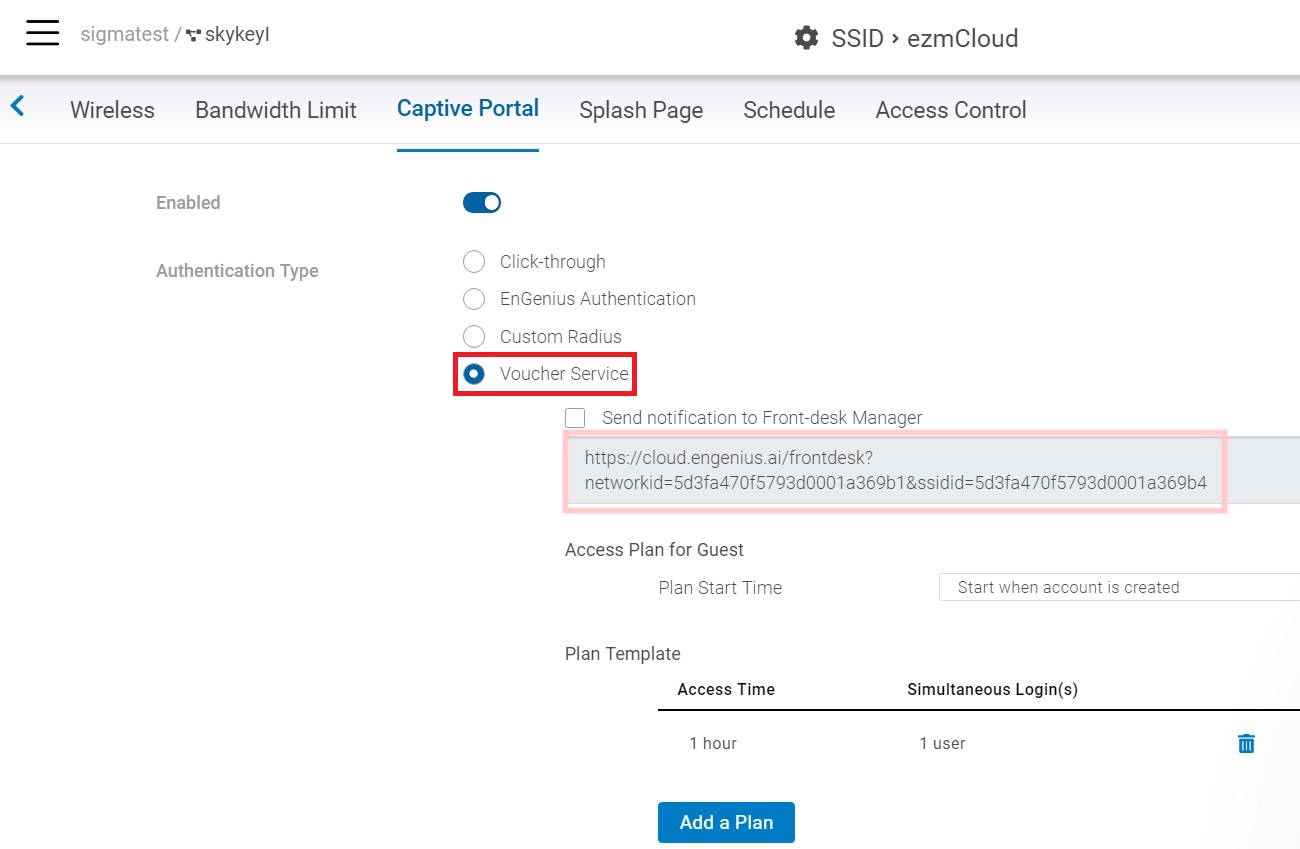 sigmatest / skykeyI
SSID › ezmCloud
Wireless Bandwidth Limit Captive Portal Splash Page Schedule Access Control
Enabled
Authentication Type
Click-through
EnGenius Authentication
Custom Radius
Voucher Service
Send notification to Front-desk Manager
https://cloud.engenius.ai/frontdesk?
networkid=5d3fa470f5793d0001a369b1&ssidid=5d3fa470f5793d0001a369b4
Access Plan for Guest
Plan Start Time Start when account is created
Plan Template
Access Time Simultaneous Login(s)
1 hour 1 user
Add a Plan